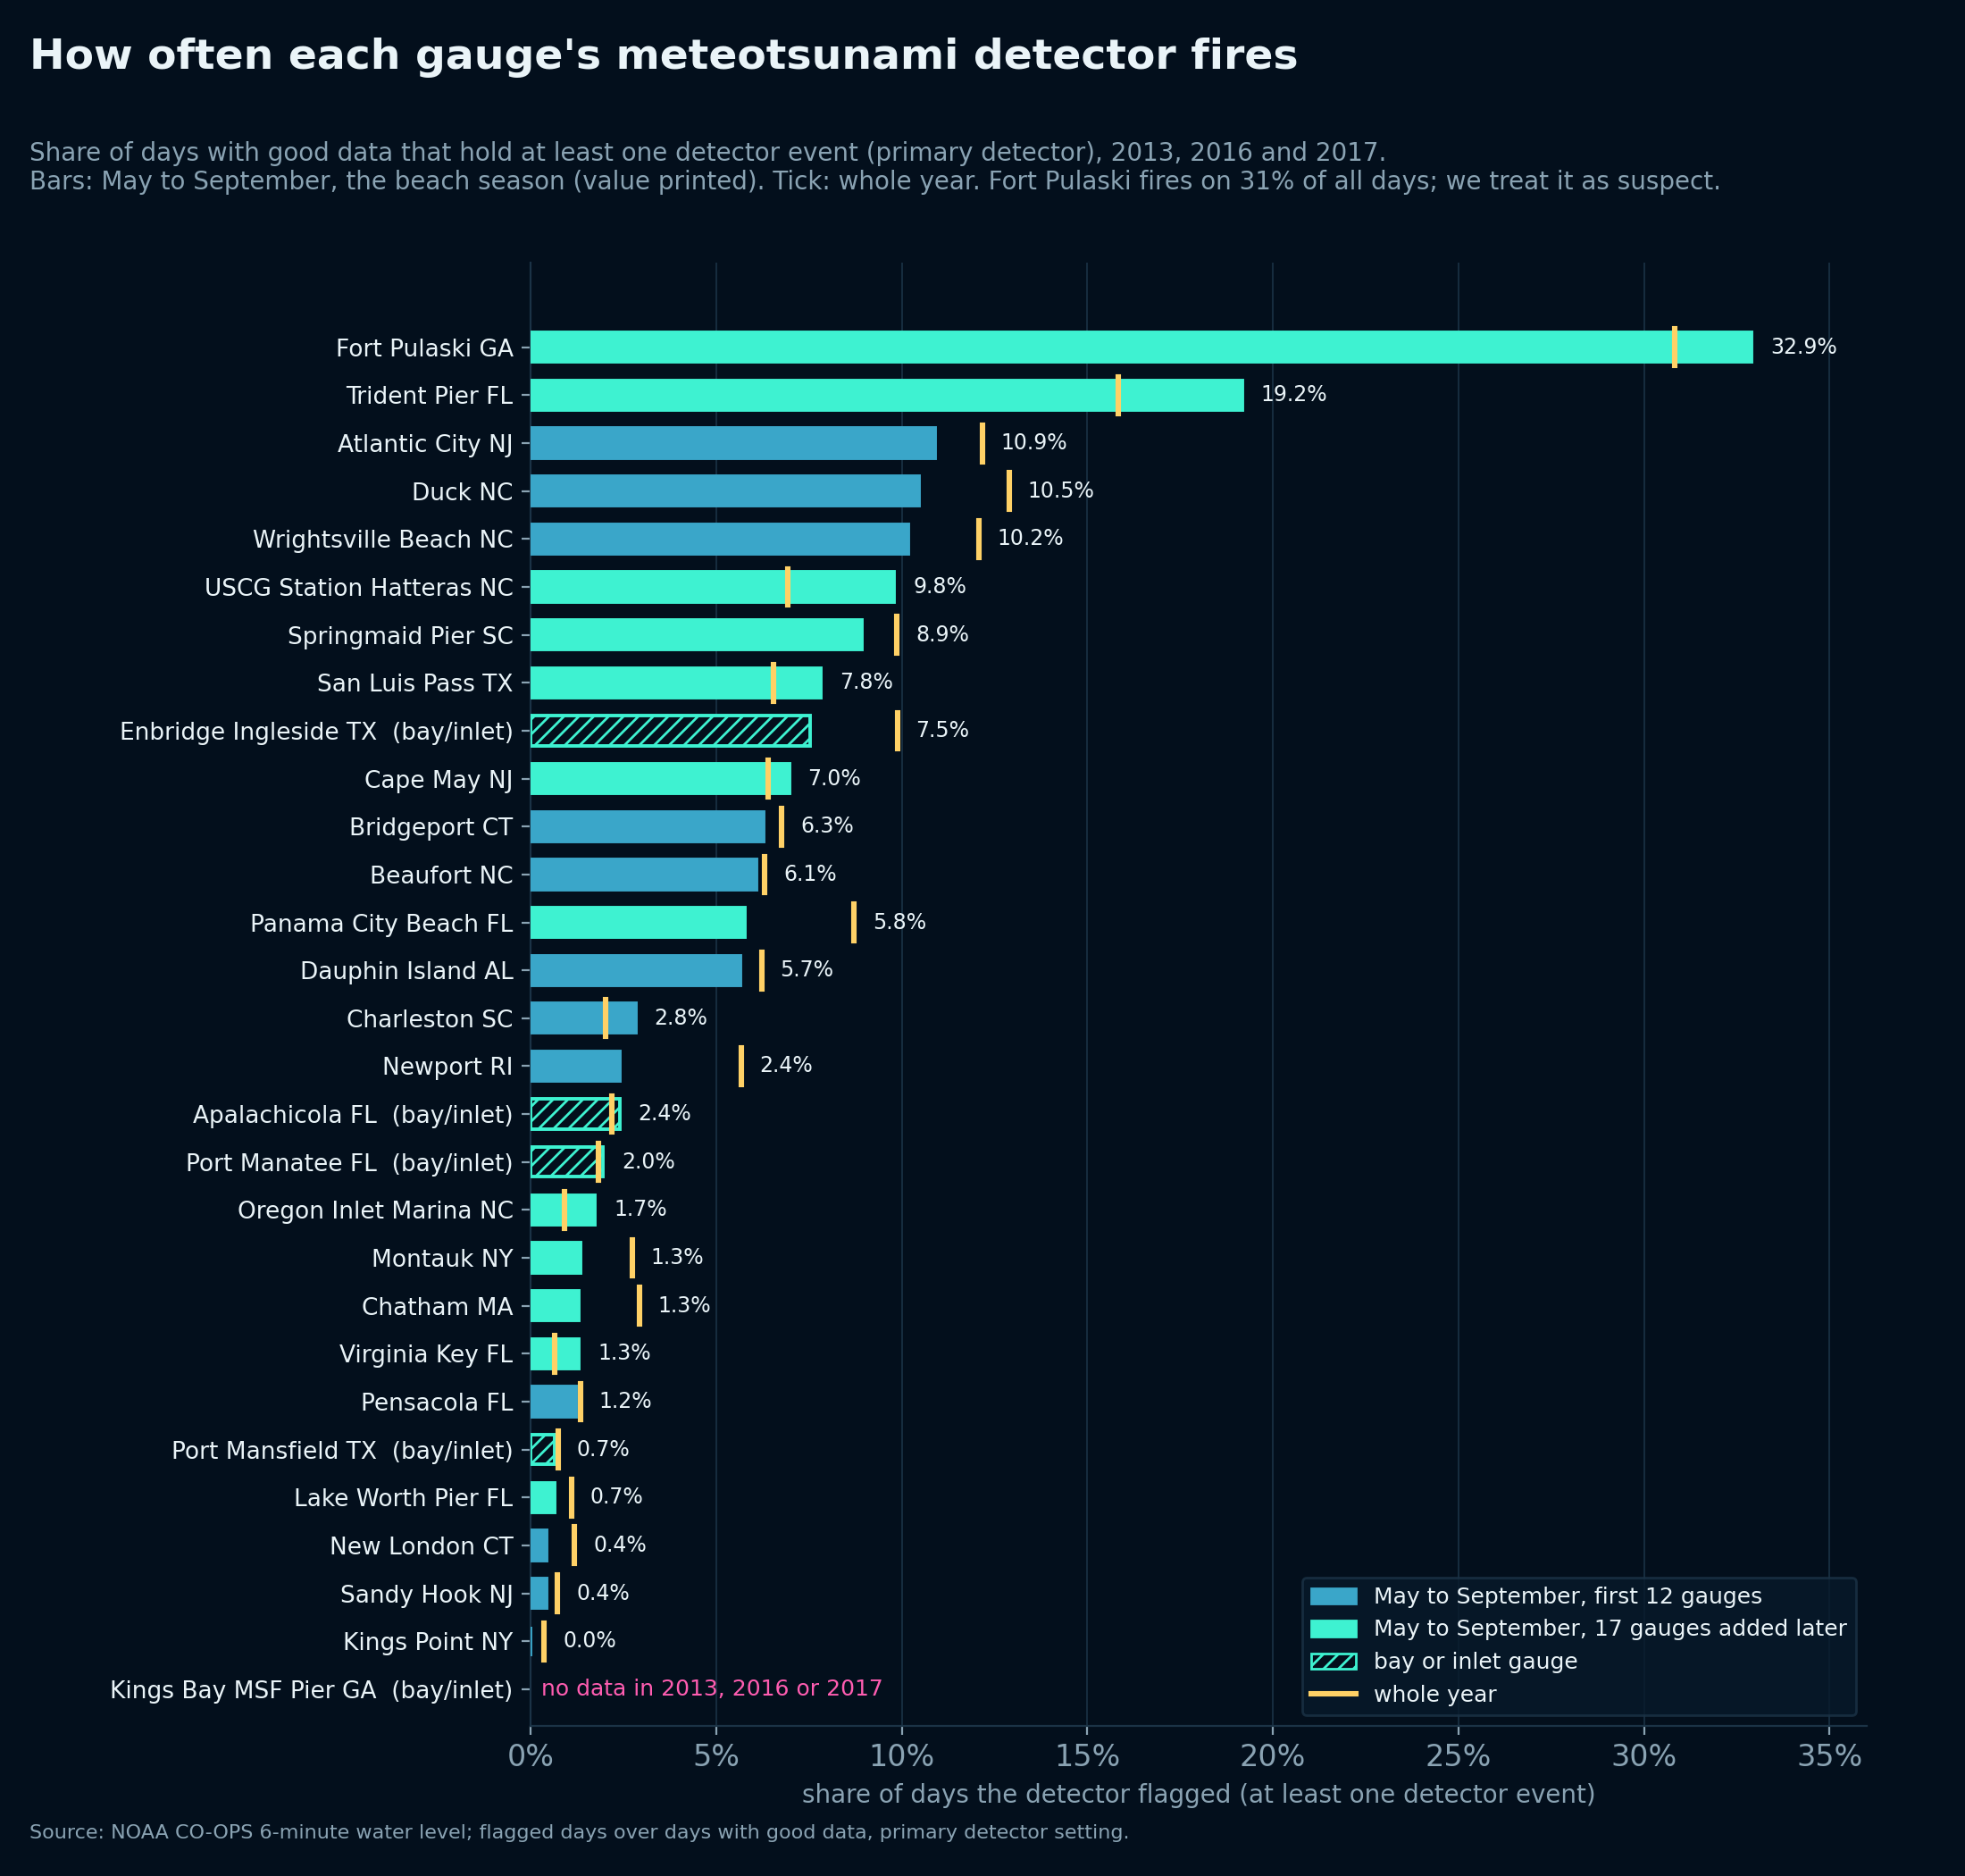 How often each gauge's meteotsunami detector fires
Share of days with good data that hold at least one detector event (primary detector), 2013, 2016 and 2017.
Bars: May to September, the beach season (value printed). Tick: whole year. Fort Pulaski fires on 31% of all days; we treat it as suspect.
Fort Pulaski GA 32.9%
Trident Pier FL 19.2%
Atlantic City NJ 10.9%
Duck NC 10.5%
Wrightsville Beach NC 10.2%
USCG Station Hatteras NC 9.8%
Springmaid Pier SC 8.9%
San Luis Pass TX 7.8%
Enbridge Ingleside TX (bay/inlet) 7.5%
Cape May NJ 7.0%
Bridgeport CT 6.3%
Beaufort NC 6.1%
Panama City Beach FL 5.8%
Dauphin Island AL 5.7%
Charleston SC 2.8%
Newport RI 2.4%
Apalachicola FL (bay/inlet) 2.4%
Port Manatee FL (bay/inlet) 2.0%
Oregon Inlet Marina NC 1.7%
Montauk NY 1.3%
Chatham MA 1.3%
Virginia Key FL 1.3%
Pensacola FL 1.2%
Port Mansfield TX (bay/inlet) 0.7%
Lake Worth Pier FL 0.7%
New London CT 0.4%
Sandy Hook NJ 0.4%
Kings Point NY 0.0%
Kings Bay MSF Pier GA (bay/inlet) no data in 2013, 2016 or 2017
May to September, first 12 gauges
May to September, 17 gauges added later
bay or inlet gauge
whole year
0% 5% 10% 15% 20% 25% 30% 35%
share of days the detector flagged (at least one detector event)
Source: NOAA CO-OPS 6-minute water level; flagged days over days with good data, primary detector setting.